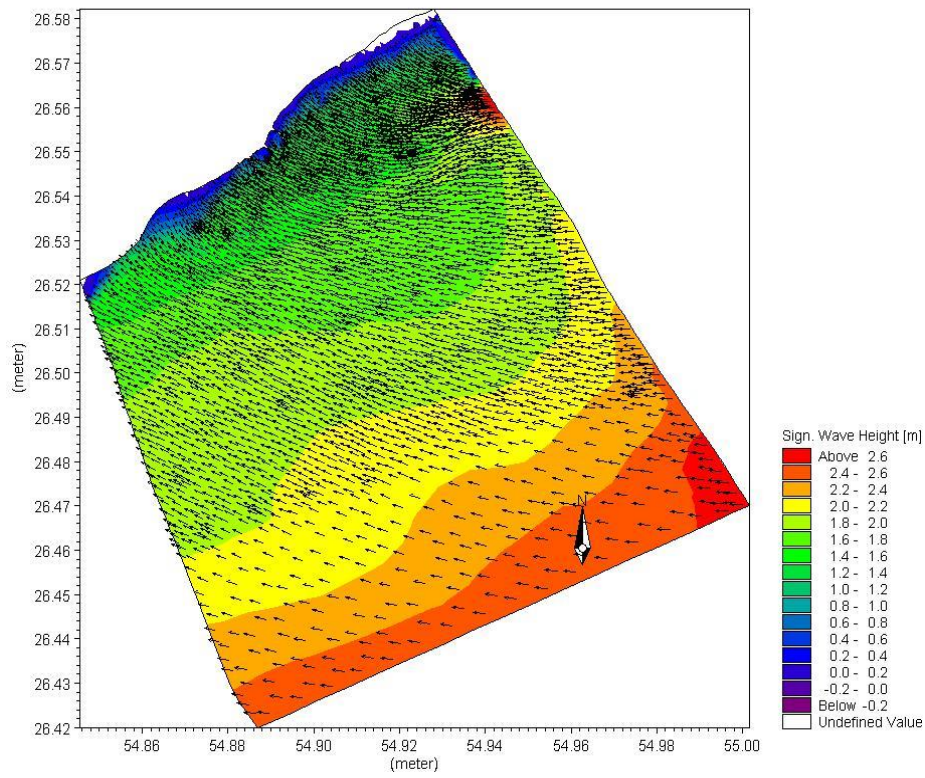 26.58
26.57
26.56
26.55
26.54
26.53
26.52
26.51
26.50
26.49
26.48
26.47
26.46
26.45
26.44
26.43
26.42
(meter)
54.86 54.88 54.90 54.92 54.94 54.96 54.98 55.00
(meter)
N
Sign. Wave Height [m]
Above 2.6
2.4 - 2.6
2.2 - 2.4
2.0 - 2.2
1.8 - 2.0
1.6 - 1.8
1.4 - 1.6
1.2 - 1.4
1.0 - 1.2
0.8 - 1.0
0.6 - 0.8
0.4 - 0.6
0.2 - 0.4
0.0 - 0.2
-0.2 - 0.0
Below -0.2
Undefined Value